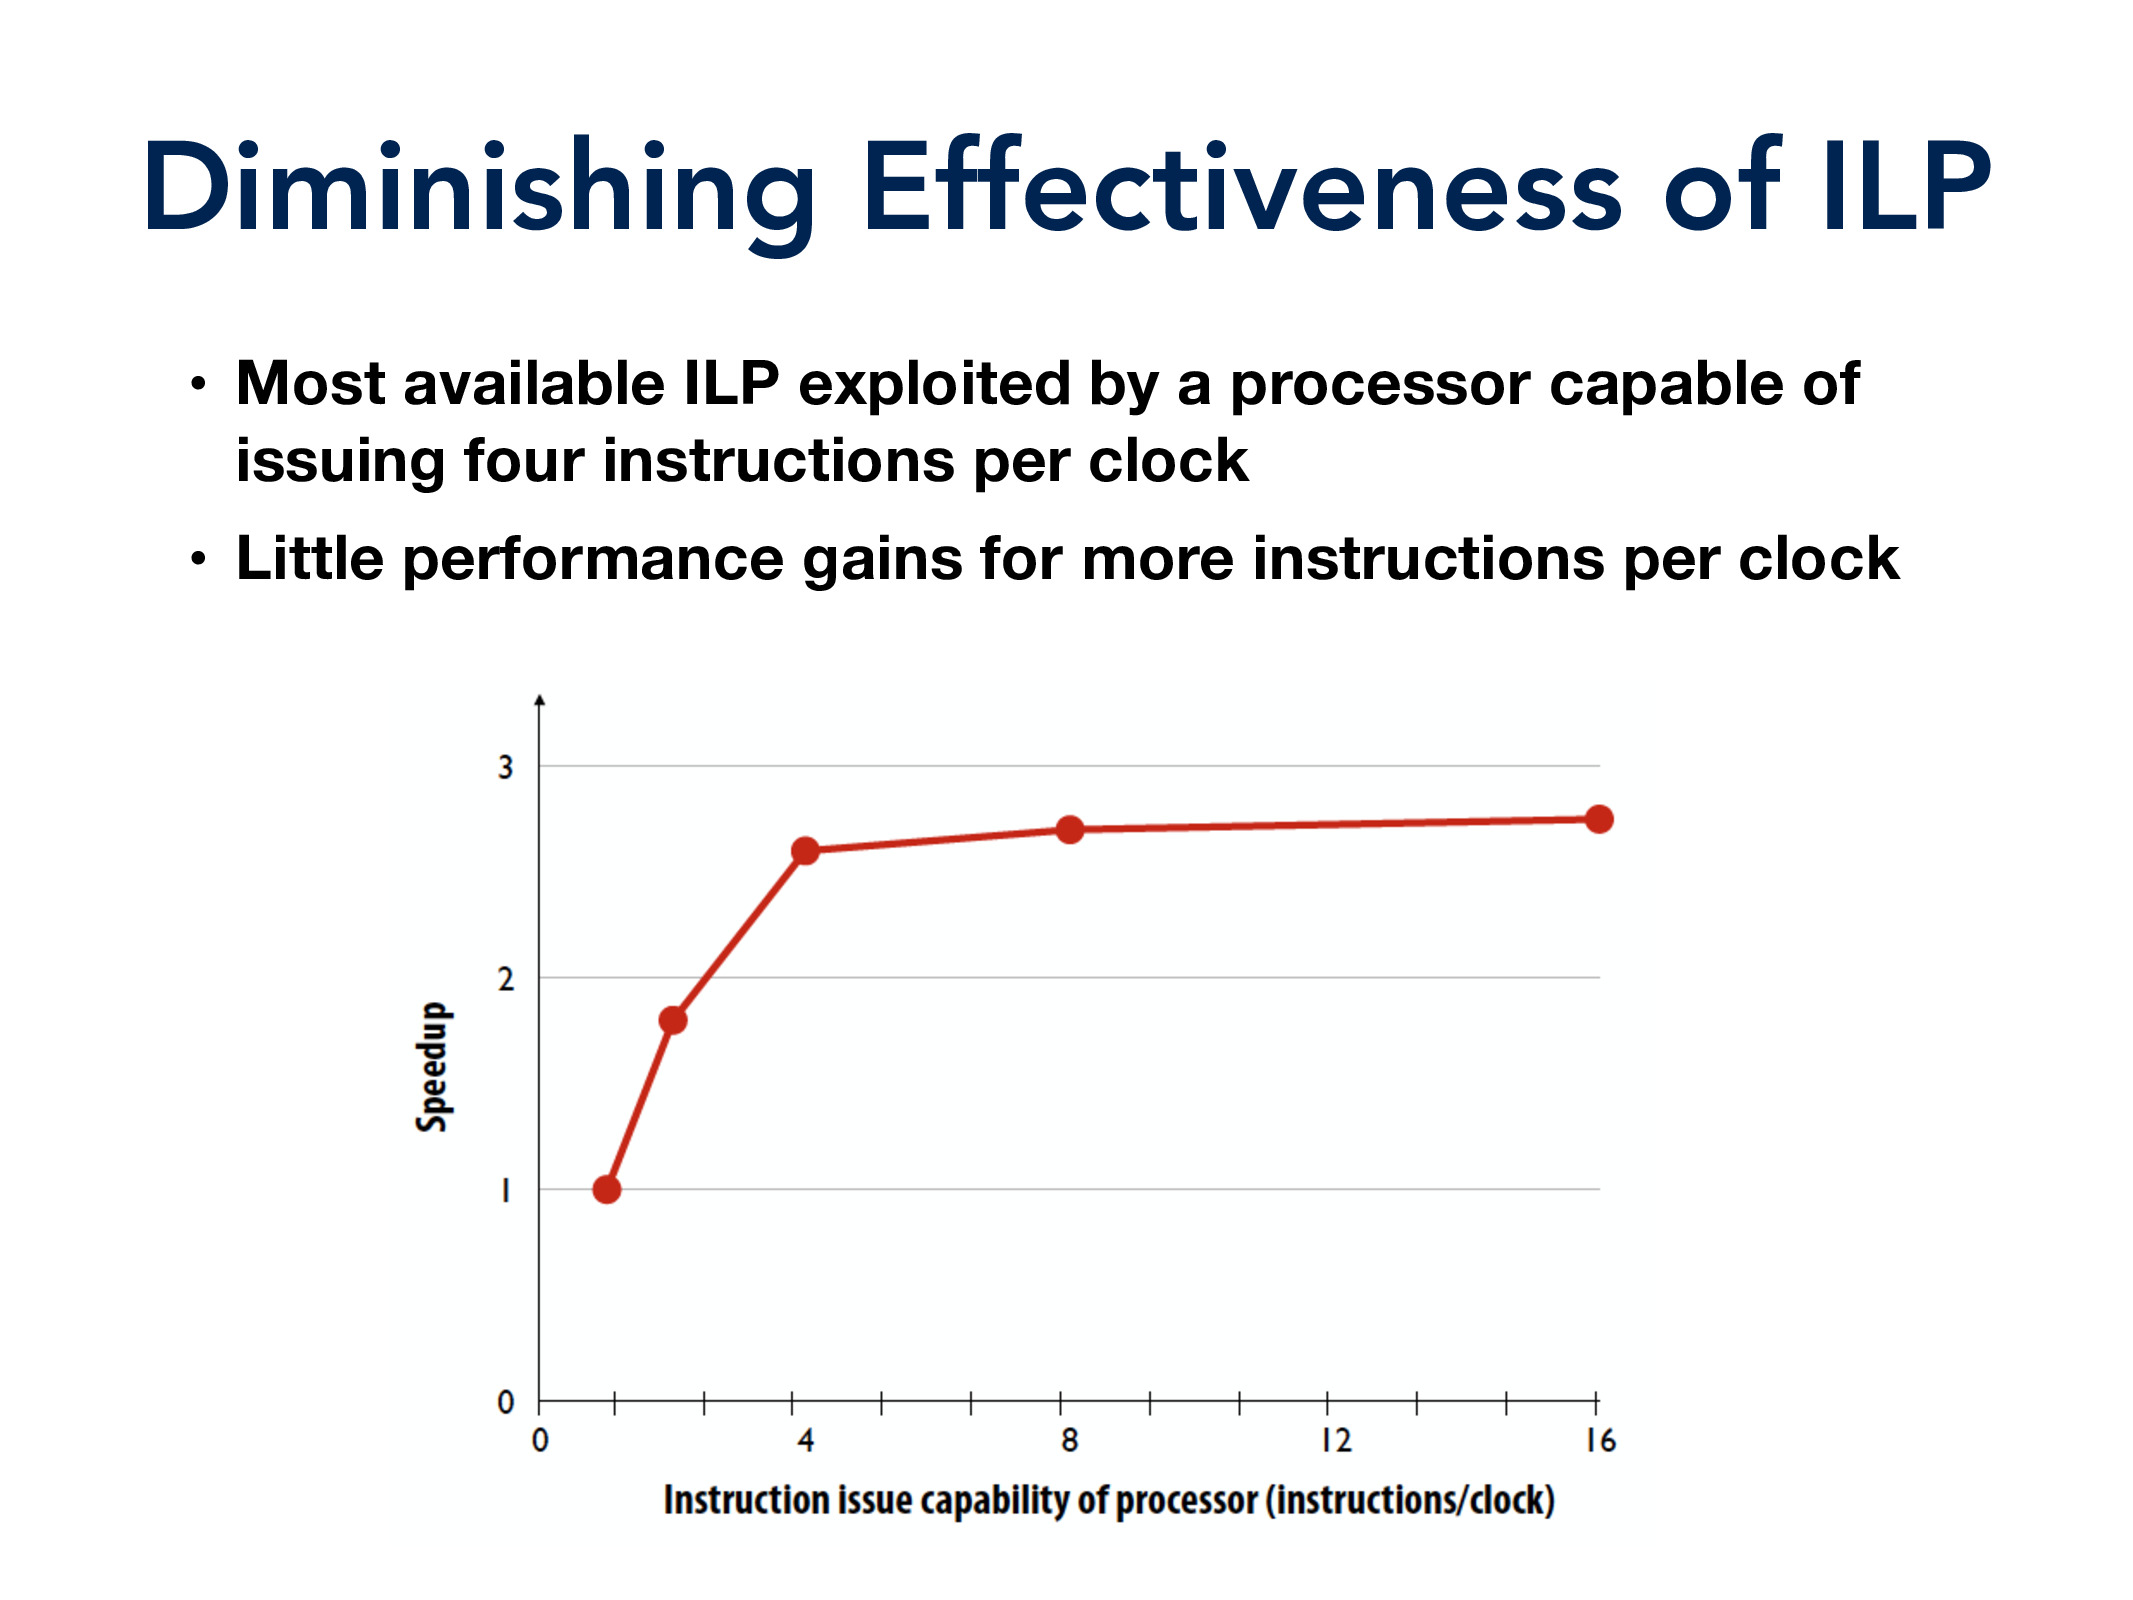 Diminishing Effectiveness of ILP
• Most available ILP exploited by a processor capable of
issuing four instructions per clock
• Little performance gains for more instructions per clock
3
2
1
0
Speedup
0 4 8 12 16
Instruction issue capability of processor (instructions/clock)